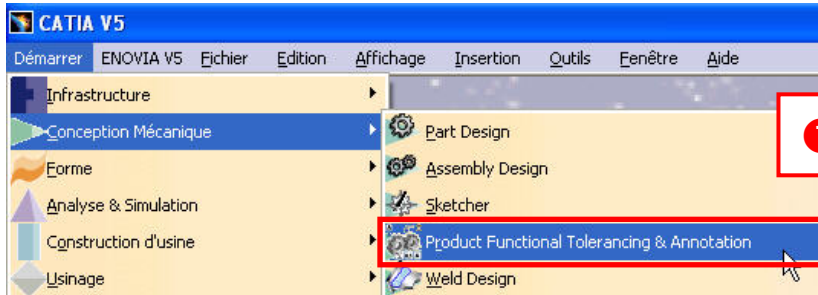 CATIA V5
Démarrer ENOVIA V5 Fichier Edition Affichage Insertion Outils Fenêtre Aide
Infrastructure
Conception Mécanique
Part Design
Forme
Assembly Design
Analyse & Simulation
Sketcher
Construction d'usine
Product Functional Tolerancing & Annotation
Usinage
Weld Design